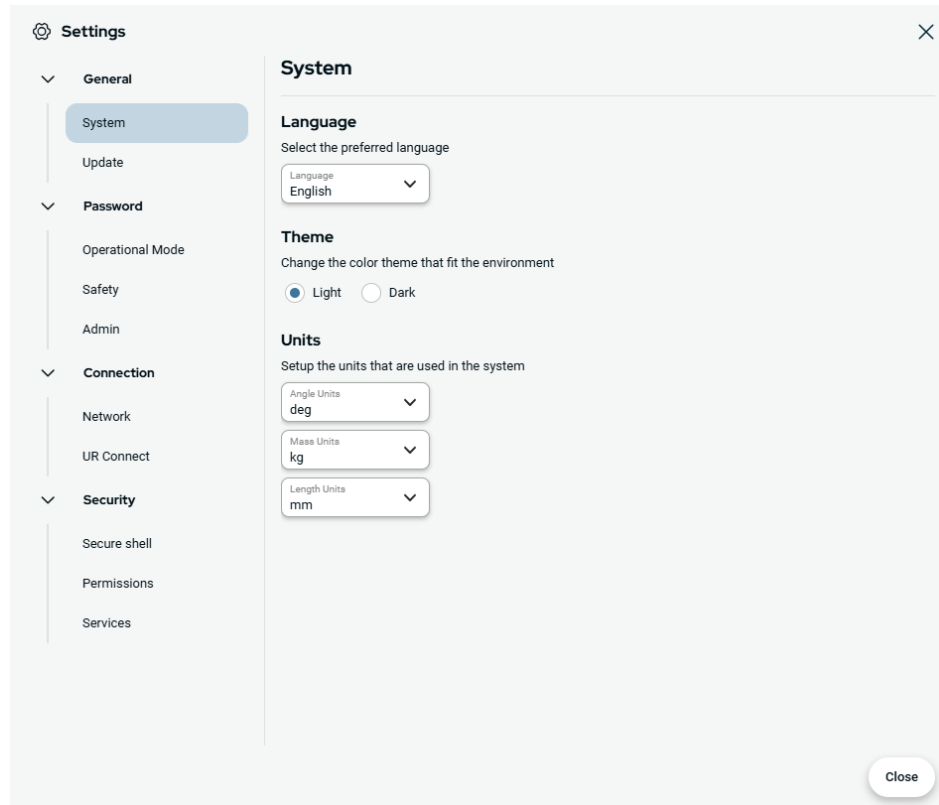 Settings
General
System
Update
Password
Operational Mode
Safety
Admin
Connection
Network
UR Connect
Security
Secure shell
Permissions
Services
System
Language
Select the preferred language
Language
English
Theme
Change the color theme that fit the environment
Light Dark
Units
Setup the units that are used in the system
Angle Units
deg
Mass Units
kg
Length Units
mm
Close